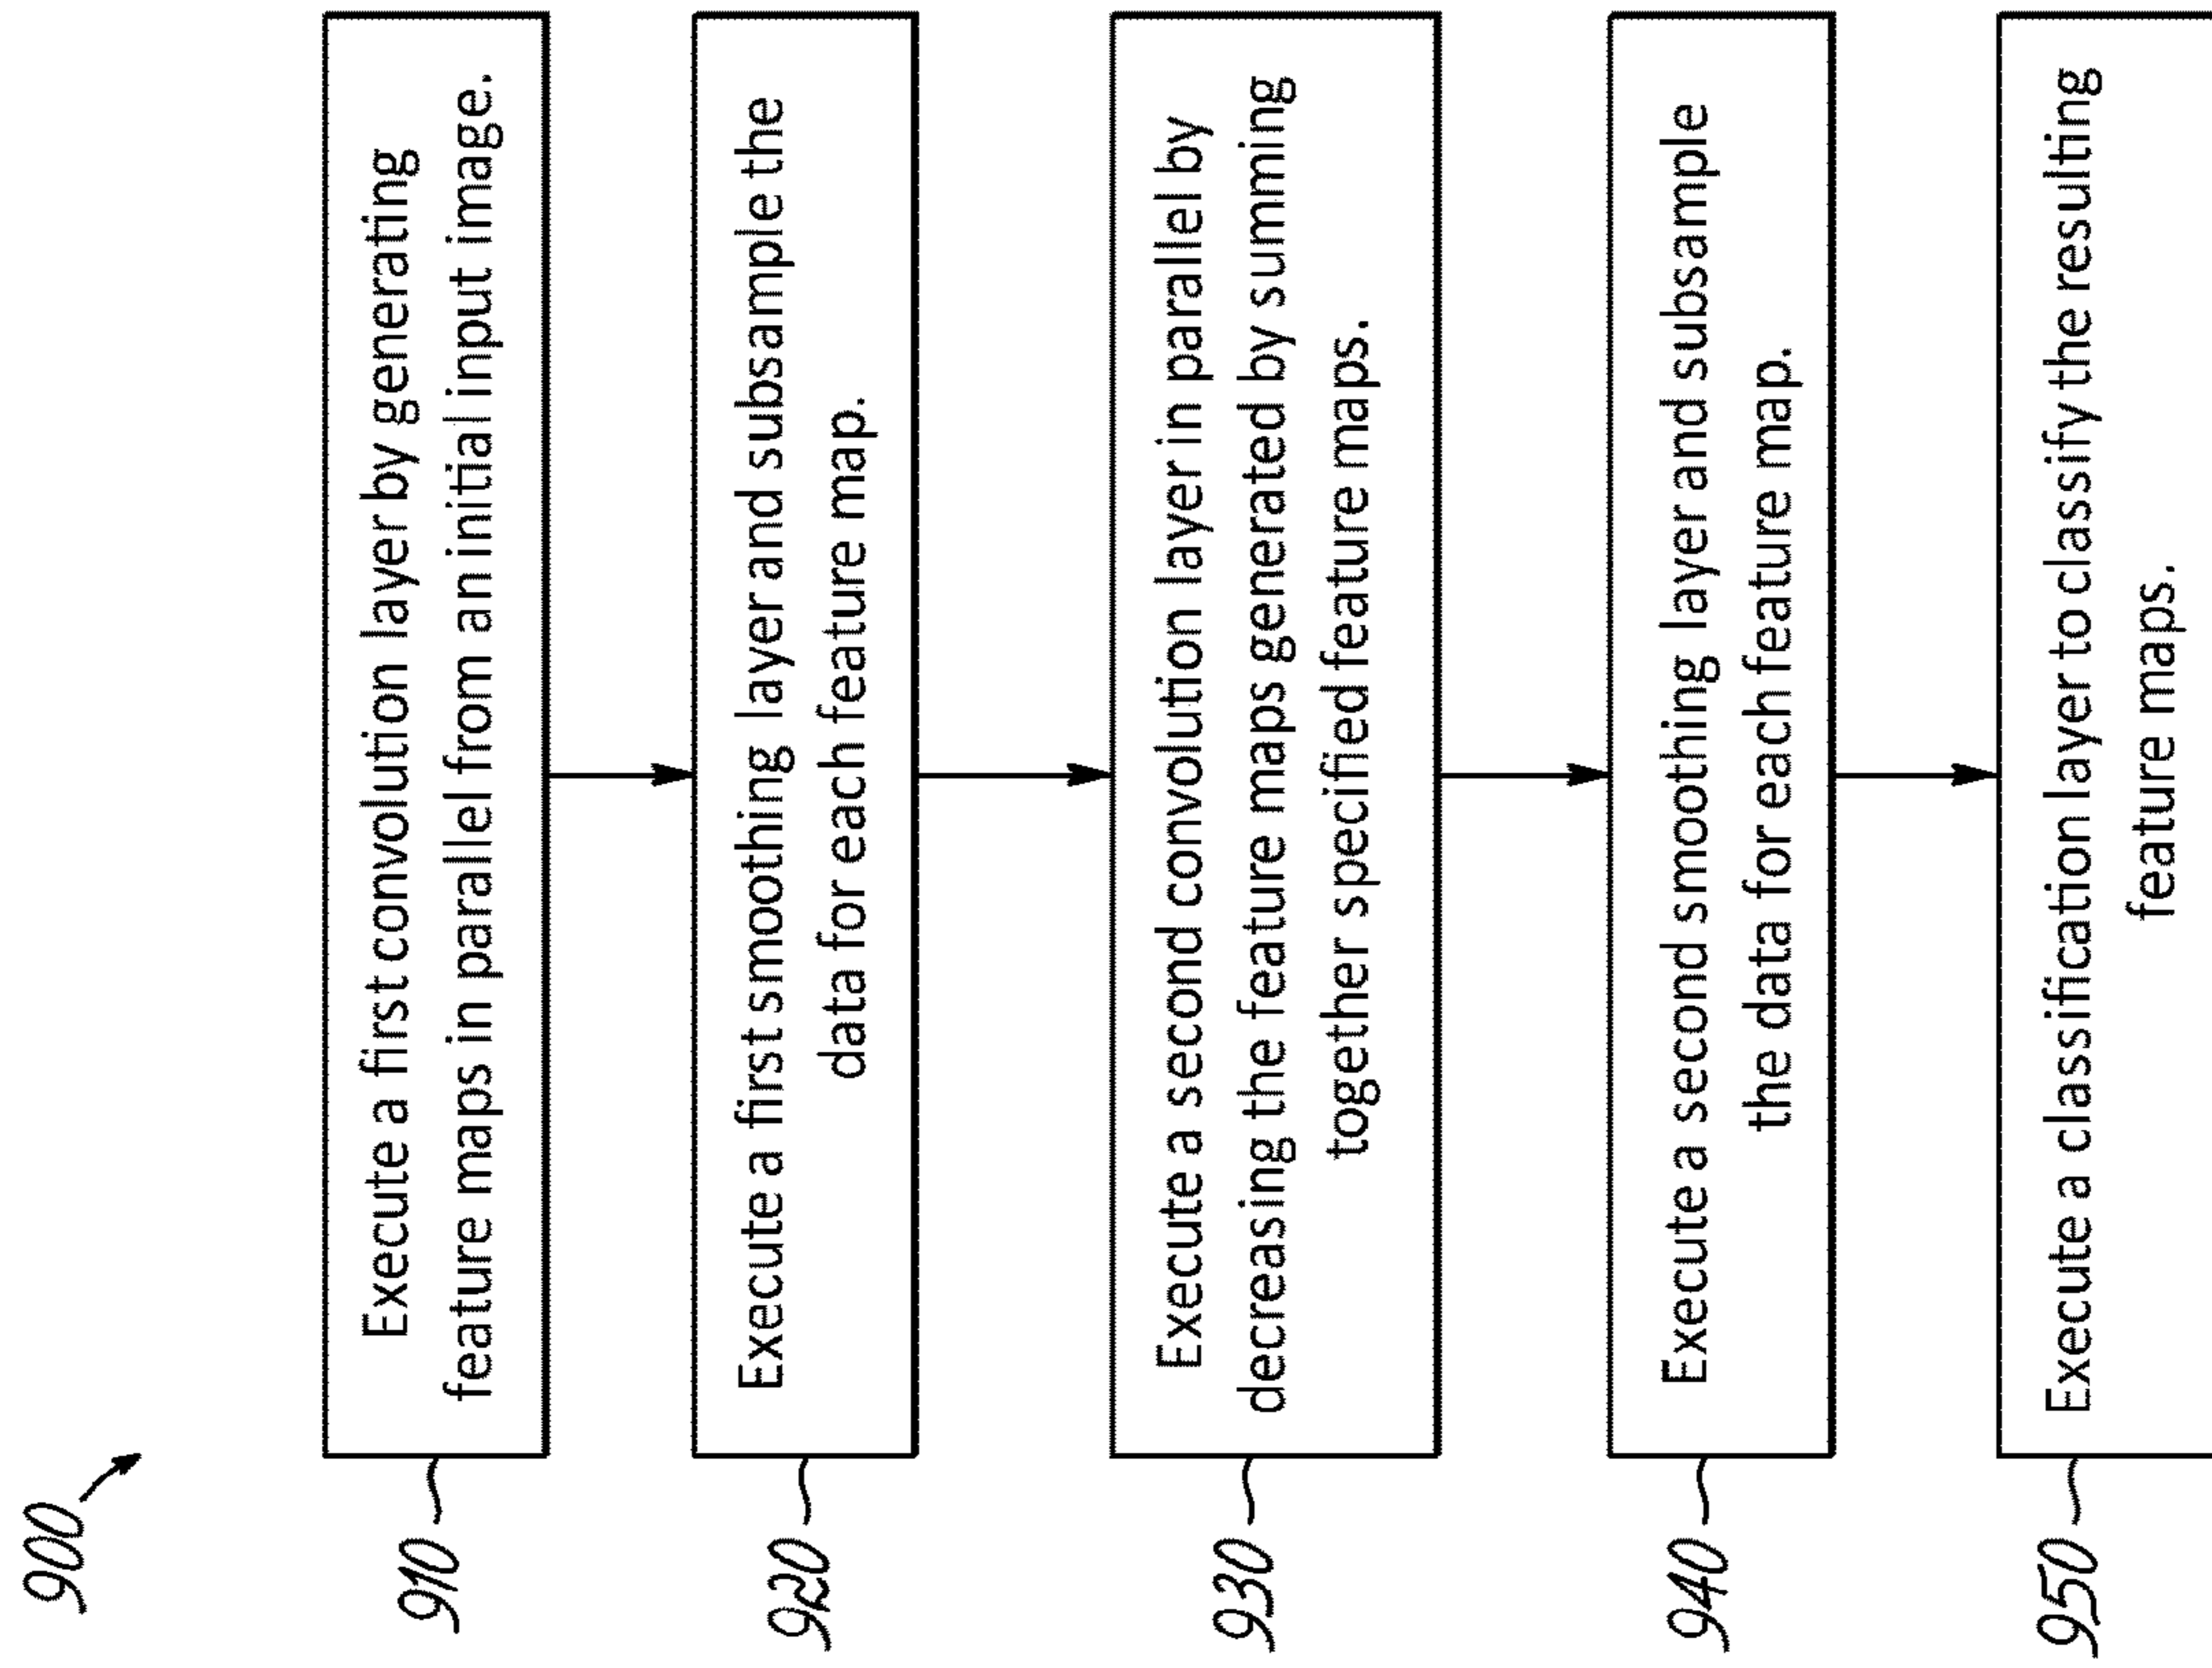 900
910
Execute a first convolution layer by generating
feature maps in parallel from an initial input image.
920
Execute a first smoothing layer and subsample the
data for each feature map.
930
Execute a second convolution layer in parallel by
decreasing the feature maps generated by summing
together specified feature maps.
940
Execute a second smoothing layer and subsample
the data for each feature map.
950
Execute a classification layer to classify the resulting
feature maps.